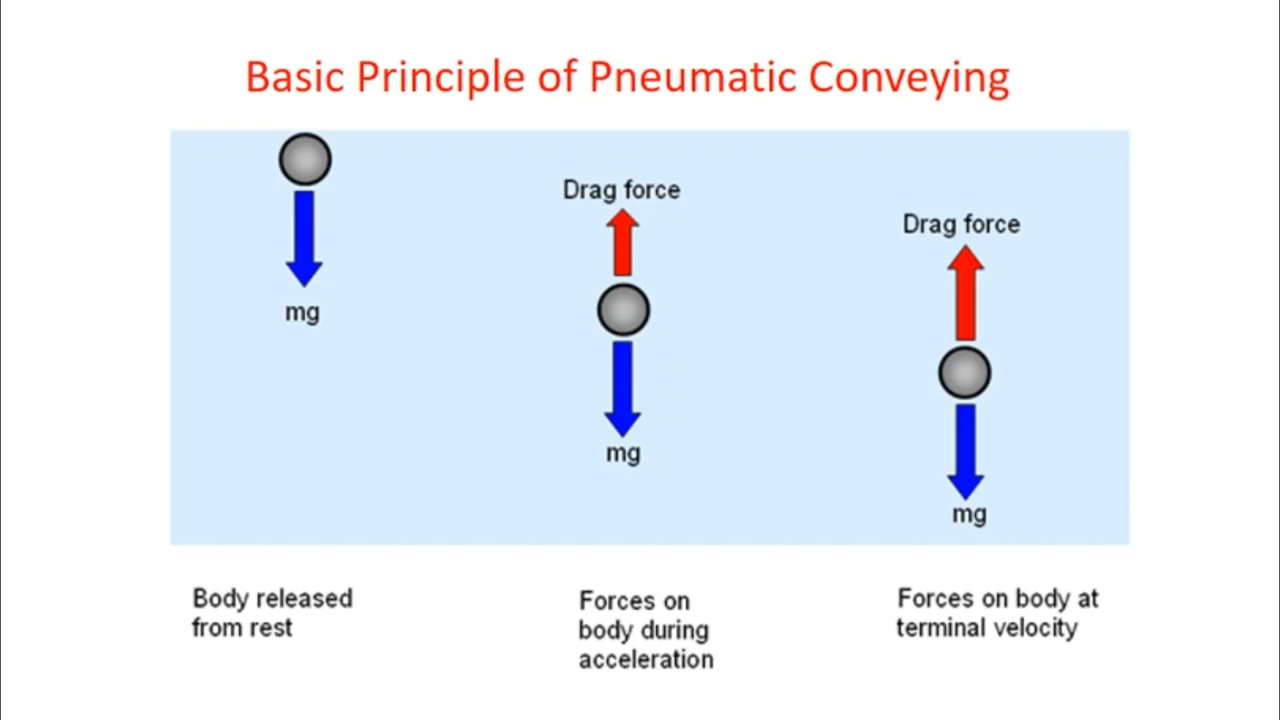 Basic Principle of Pneumatic Conveying
mg
Drag force
mg
Drag force
mg
Body released
from rest
Forces on
body during
acceleration
Forces on body at
terminal velocity